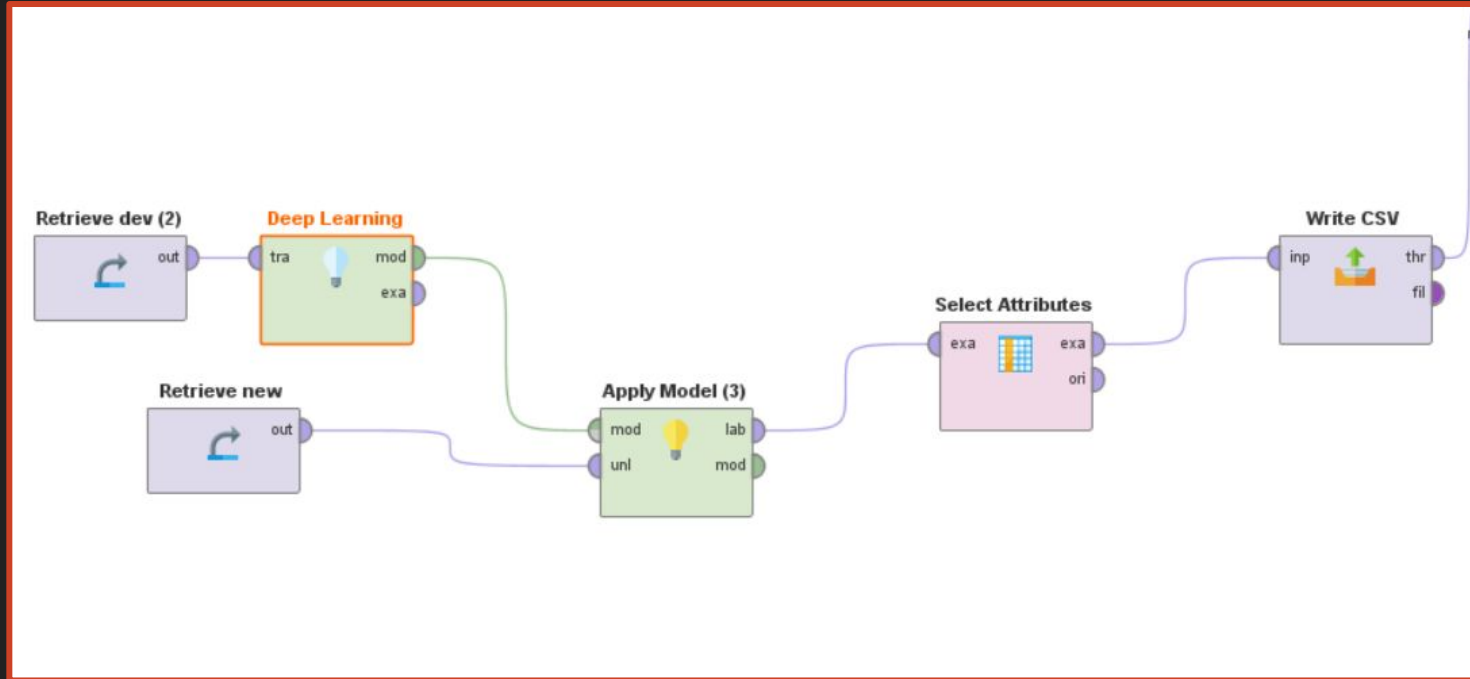 Retrieve dev (2)
out
Deep Learning
tra
mod
exa
Retrieve new
out
Apply Model (3)
mod
lab
unl
mod
Select Attributes
exa
exa
ori
Write CSV
inp
thr
fil